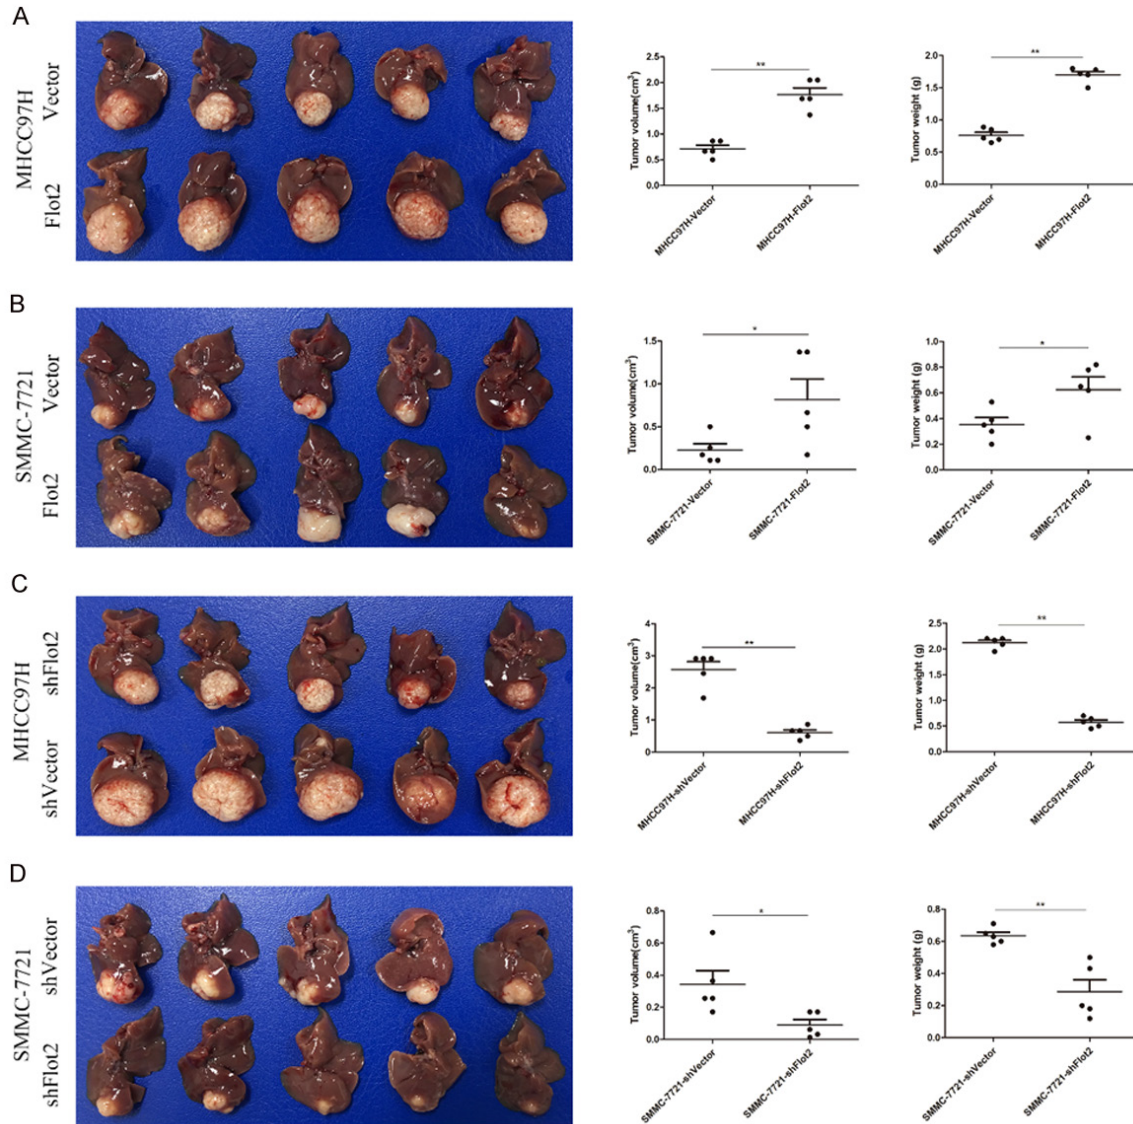 A
MHCC97H
Vector
Flot2
Tumor volume(cm3)
2.5
2.0
1.5
1.0
0.5
0.0
**
MHCC97H-Vector
MHCC97H-Flot2
Tumor weight (g)
2.0
1.5
1.0
0.5
0.0
**
MHCC97H-Vector
MHCC97H-Flot2
B
SMMC-7721
Vector
Flot2
Tumor volume(cm3)
1.5
1.0
0.5
0.0
*
SMMC-7721-Vector
SMMC-7721-Flot2
Tumor weight (g)
1.0
0.8
0.6
0.4
0.2
0.0
*
SMMC-7721-Vector
SMMC-7721-Flot2
C
MHCC97H
shFlot2
shVector
Tumor volume(cm3)
4
3
2
1
0
**
MHCC97H-shVector
MHCC97H-shFlot2
Tumor weight (g)
2.5
2.0
1.5
1.0
0.5
0.0
**
MHCC97H-shVector
MHCC97H-shFlot2
D
SMMC-7721
shVector
shFlot2
Tumor volume(cm3)
0.8
0.6
0.4
0.2
0.0
*
SMMC-7721-shVector
SMMC-7721-shFlot2
Tumor weight (g)
0.8
0.6
0.4
0.2
0.0
**
SMMC-7721-shVector
SMMC-7721-shFlot2